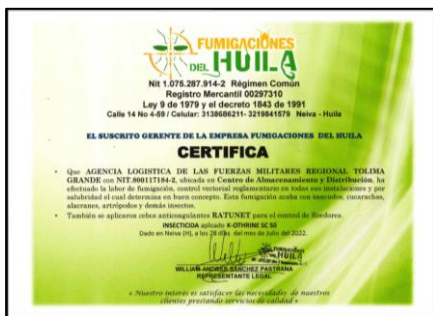 FUMIGACIONES
DEL HUILA
Nit 1.075.287.914-2 Régimen Común
Registro Mercantil 00297310
Ley 9 de 1979 y el decreto 1843 de 1991
Calle 14 No 4-59 / Celular: 3138686211- 3219841579 Neiva - Huila
EL SUSCRITO GERENTE DE LA EMPRESA FUMIGACIONES DEL HUILA
CERTIFICA
• Que AGENCIA LOGISTICA DE LAS FUERZAS MILITARES REGIONAL TOLIMA
GRANDE con NIT.800117184-2, ubicada en Centro de Almacenamiento y Distribución, ha
efectuado la labor de fumigación, control vectorial reglamentario en todas sus instalaciones y por
salubridad el cual determina en buen concepto. Esta fumigación acaba con zancudos, cucarachas,
alacranes, artrópodos y demás insectos.
• También se aplicaron cebos anticoagulantes RATUNET para el control de Roedores.
INSECTICIDA aplicado K-OTHRINE SC 50
Dado en Neiva (H), a los 28 días del mes de Julio del 2022.
FUMIGACIONES
DEL HUILA
WILLIAM ANDRES SANCHEZ PASTRANA
REPRESENTANTE LEGAL
« Nuestro interés es satisfacer las necesidades de nuestros
clientes prestando servicios de calidad »